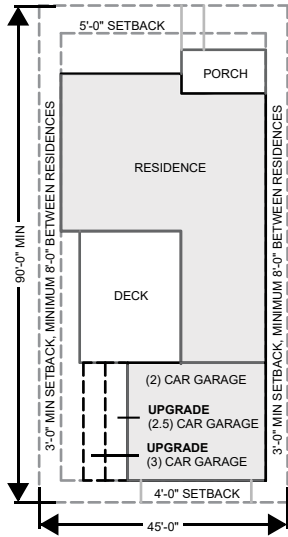 5'-0" SETBACK
PORCH
RESIDENCE
90'-0" MIN
3'-0" MIN SETBACK, MINIMUM 8'-0" BETWEEN RESIDENCES
3'-0" MIN SETBACK, MINIMUM 8'-0" BETWEEN RESIDENCES
DECK
(2) CAR GARAGE
UPGRADE
(2.5) CAR GARAGE
UPGRADE
(3) CAR GARAGE
4'-0" SETBACK
45'-0"